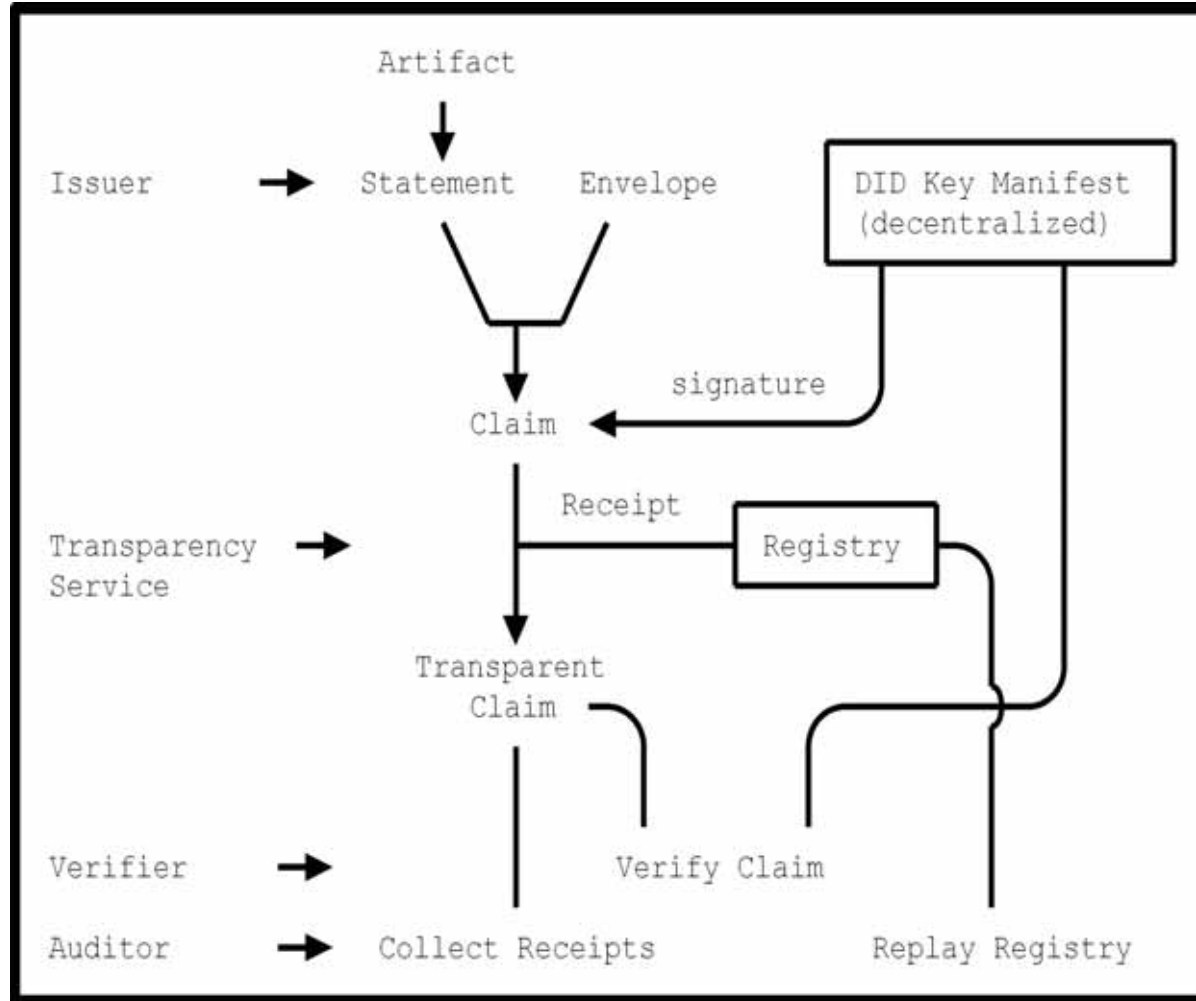 Artifact
Issuer Statement Envelope DID Key Manifest
(decentralized)
signature
Claim
Receipt
Transparency Registry
Service
Transparent
Claim
Verifier Verify Claim
Auditor Collect Receipts Replay Registry